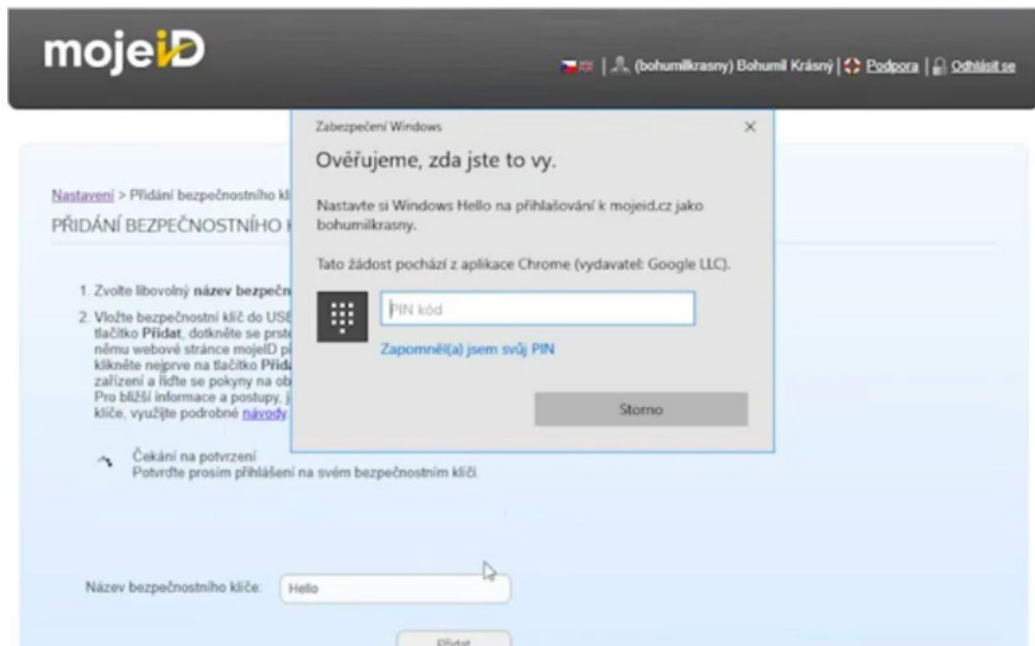 mojeiD
| (bohumilkrasny) Bohumil Krásný | Podpora | Odhlásit se
Zabezpečení Windows
Ověřujeme, zda jste to vy.
Nastavte si Windows Hello na přihlašování k mojeid.cz jako
bohumilkrasny.
Tato žádost pochází z aplikace Chrome (vydavatel: Google LLC).
PIN kód
Zapomněl(a) jsem svůj PIN
Storno
Nastavení > Přidání bezpečnostního kl
PŘIDÁNÍ BEZPEČNOSTNÍHO
1. Zvolte libovolný název bezpečn
2. Vložte bezpečnostní klíč do USB
tlačítko Přidat, dotkněte se prste
němu webové stránce mojeID p
klikněte nejprve na tlačítko Přida
zařízení a řiďte se pokyny na ob
Pro bližší informace a postupy, j
klíče, využijte podrobné návody
Čekání na potvrzení
Potvrďte prosím přihlášení na svém bezpečnostním klíči.
Název bezpečnostního klíče: Hello
Přidat